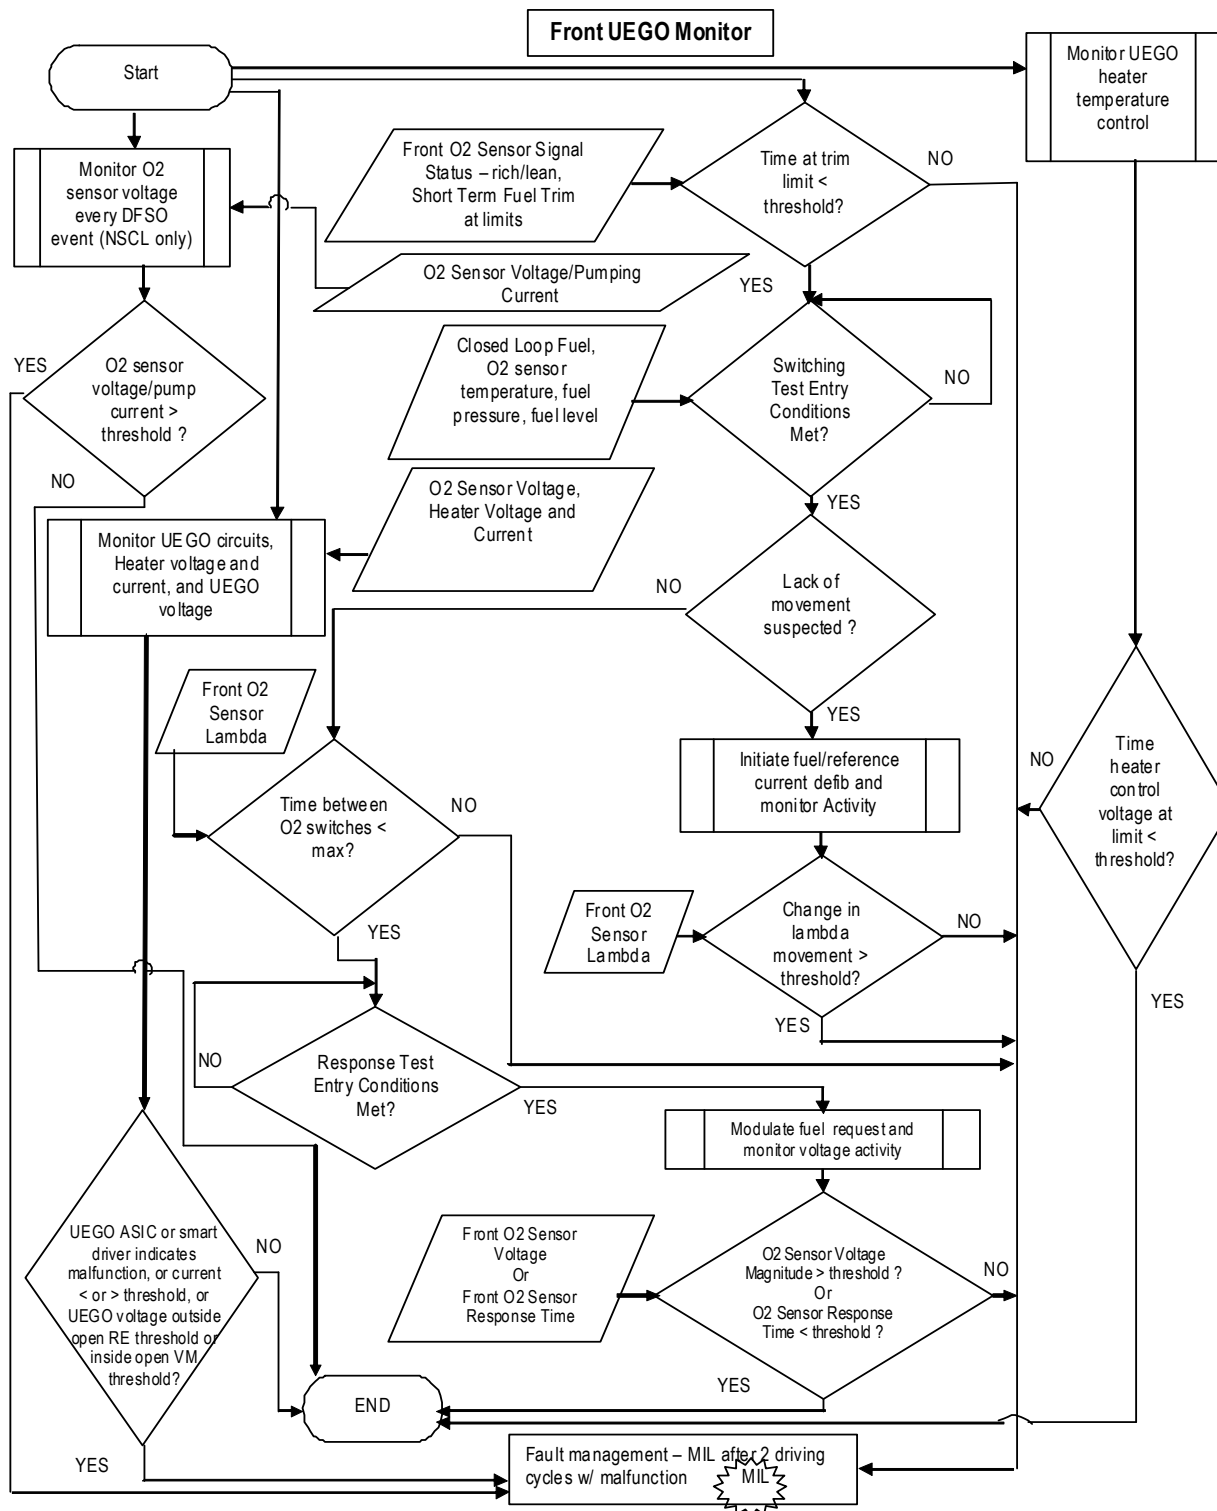 Front UEGO Monitor
Start
Monitor UEGO
heater
temperature
control
Monitor O2
sensor voltage
every DFSO
event (NSCL only)
Front O2 Sensor Signal
Status – rich/lean,
Short Term Fuel Trim
at limits
Time at trim
limit <
threshold?
NO
YES
O2 Sensor Voltage/Pumping
Current
YES
O2 sensor
voltage/pump
current >
threshold ?
NO
Closed Loop Fuel,
O2 sensor
temperature, fuel
pressure, fuel level
Switching
Test Entry
Conditions
Met?
NO
YES
O2 Sensor Voltage,
Heater Voltage and
Current
Monitor UEGO circuits,
Heater voltage and
current, and UEGO
voltage
NO
Lack of
movement
suspected ?
YES
Front O2
Sensor
Lambda
Initiate fuel/reference
current defib and
monitor Activity
NO
Time
heater
control
voltage at
limit <
threshold?
YES
Time between
O2 switches <
max?
NO
YES
Front O2
Sensor
Lambda
Change in
lambda
movement >
threshold?
NO
YES
NO
Response Test
Entry Conditions
Met?
YES
Modulate fuel request and
monitor voltage activity
UEGO ASIC or smart
driver indicates
malfunction, or current
< or > threshold, or
UEGO voltage outside
open RE threshold or
inside open VM
threshold?
NO
YES
Front O2 Sensor
Voltage
Or
Front O2 Sensor
Response Time
O2 Sensor Voltage
Magnitude > threshold ?
Or
O2 Sensor Response
Time < threshold ?
NO
YES
END
Fault management – MIL after 2 driving
cycles w/ malfunction
MIL